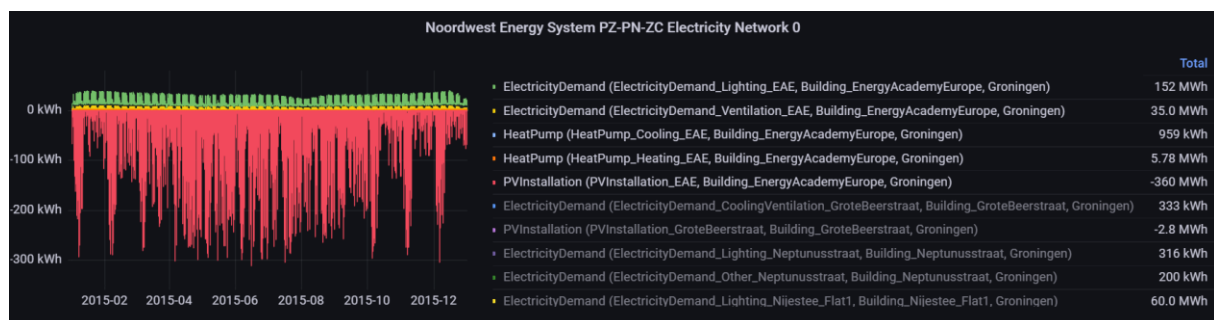 Noordwest Energy System PZ-PN-ZC Electricity Network 0
Total
0 kWh
-100 kWh
-200 kWh
-300 kWh
2015-02 2015-04 2015-06 2015-08 2015-10 2015-12
ElectricityDemand (ElectricityDemand_Lighting_EAE, Building_EnergyAcademyEurope, Groningen) 152 MWh
ElectricityDemand (ElectricityDemand_Ventilation_EAE, Building_EnergyAcademyEurope, Groningen) 35.0 MWh
HeatPump (HeatPump_Cooling_EAE, Building_EnergyAcademyEurope, Groningen) 959 kWh
HeatPump (HeatPump_Heating_EAE, Building_EnergyAcademyEurope, Groningen) 5.78 MWh
PVInstallation (PVInstallation_EAE, Building_EnergyAcademyEurope, Groningen) -360 MWh
ElectricityDemand (ElectricityDemand_CoolingVentilation_GroteBeerstraat, Building_GroteBeerstraat, Groningen) 333 kWh
PVInstallation (PVInstallation_GroteBeerstraat, Building_GroteBeerstraat, Groningen) -2.8 MWh
ElectricityDemand (ElectricityDemand_Lighting_Neptunusstraat, Building_Neptunusstraat, Groningen) 316 kWh
ElectricityDemand (ElectricityDemand_Other_Neptunusstraat, Building_Neptunusstraat, Groningen) 200 kWh
ElectricityDemand (ElectricityDemand_Lighting_Nijestee_Flat1, Building_Nijestee_Flat1, Groningen) 60.0 MWh